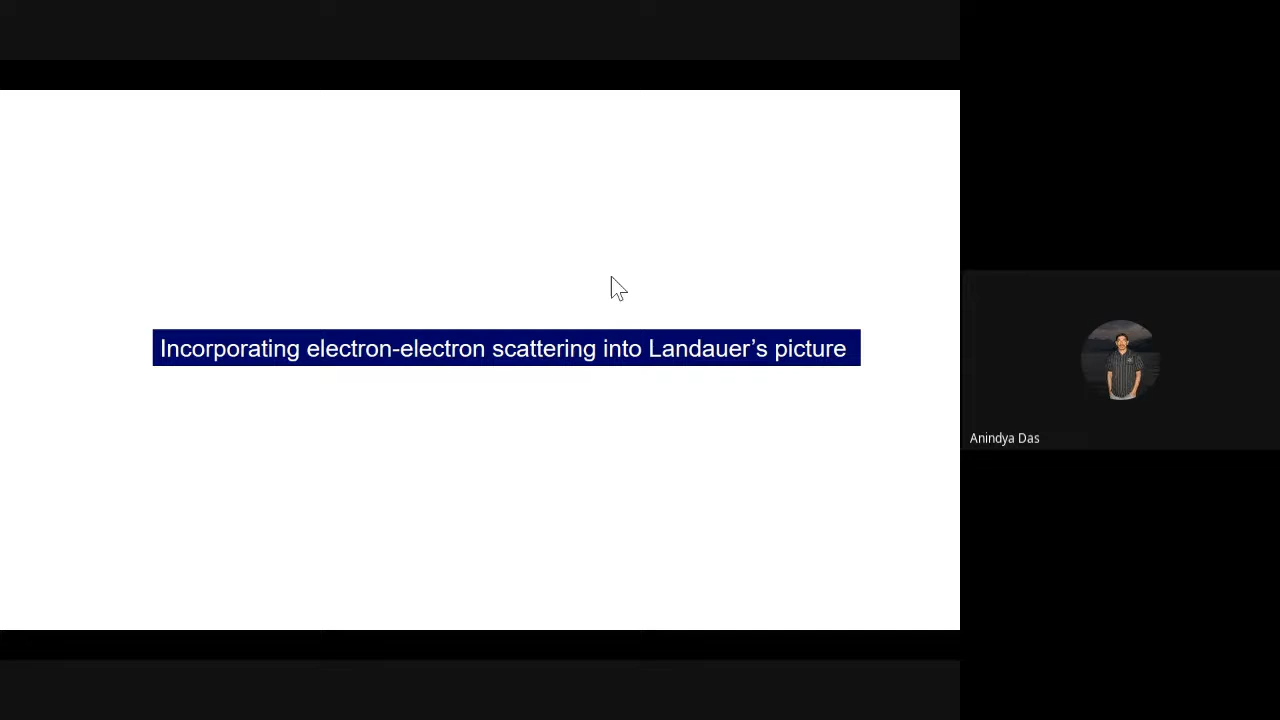 Incorporating electron-electron scattering into Landauer’s picture
Anindya Das